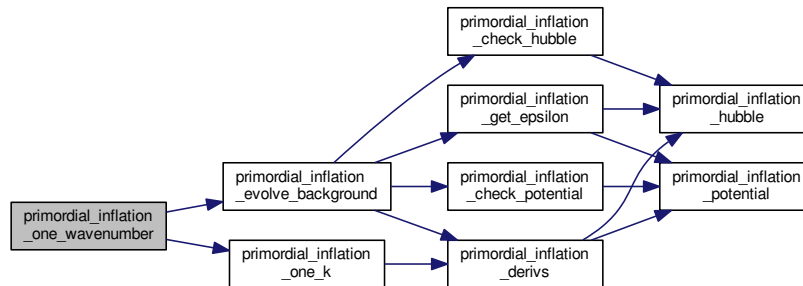 primordial_inflation
_one_wavenumber
primordial_inflation
_evolve_background
primordial_inflation
_one_k
primordial_inflation
_check_hubble
primordial_inflation
_get_epsilon
primordial_inflation
_check_potential
primordial_inflation
_derivs
primordial_inflation
_hubble
primordial_inflation
_potential